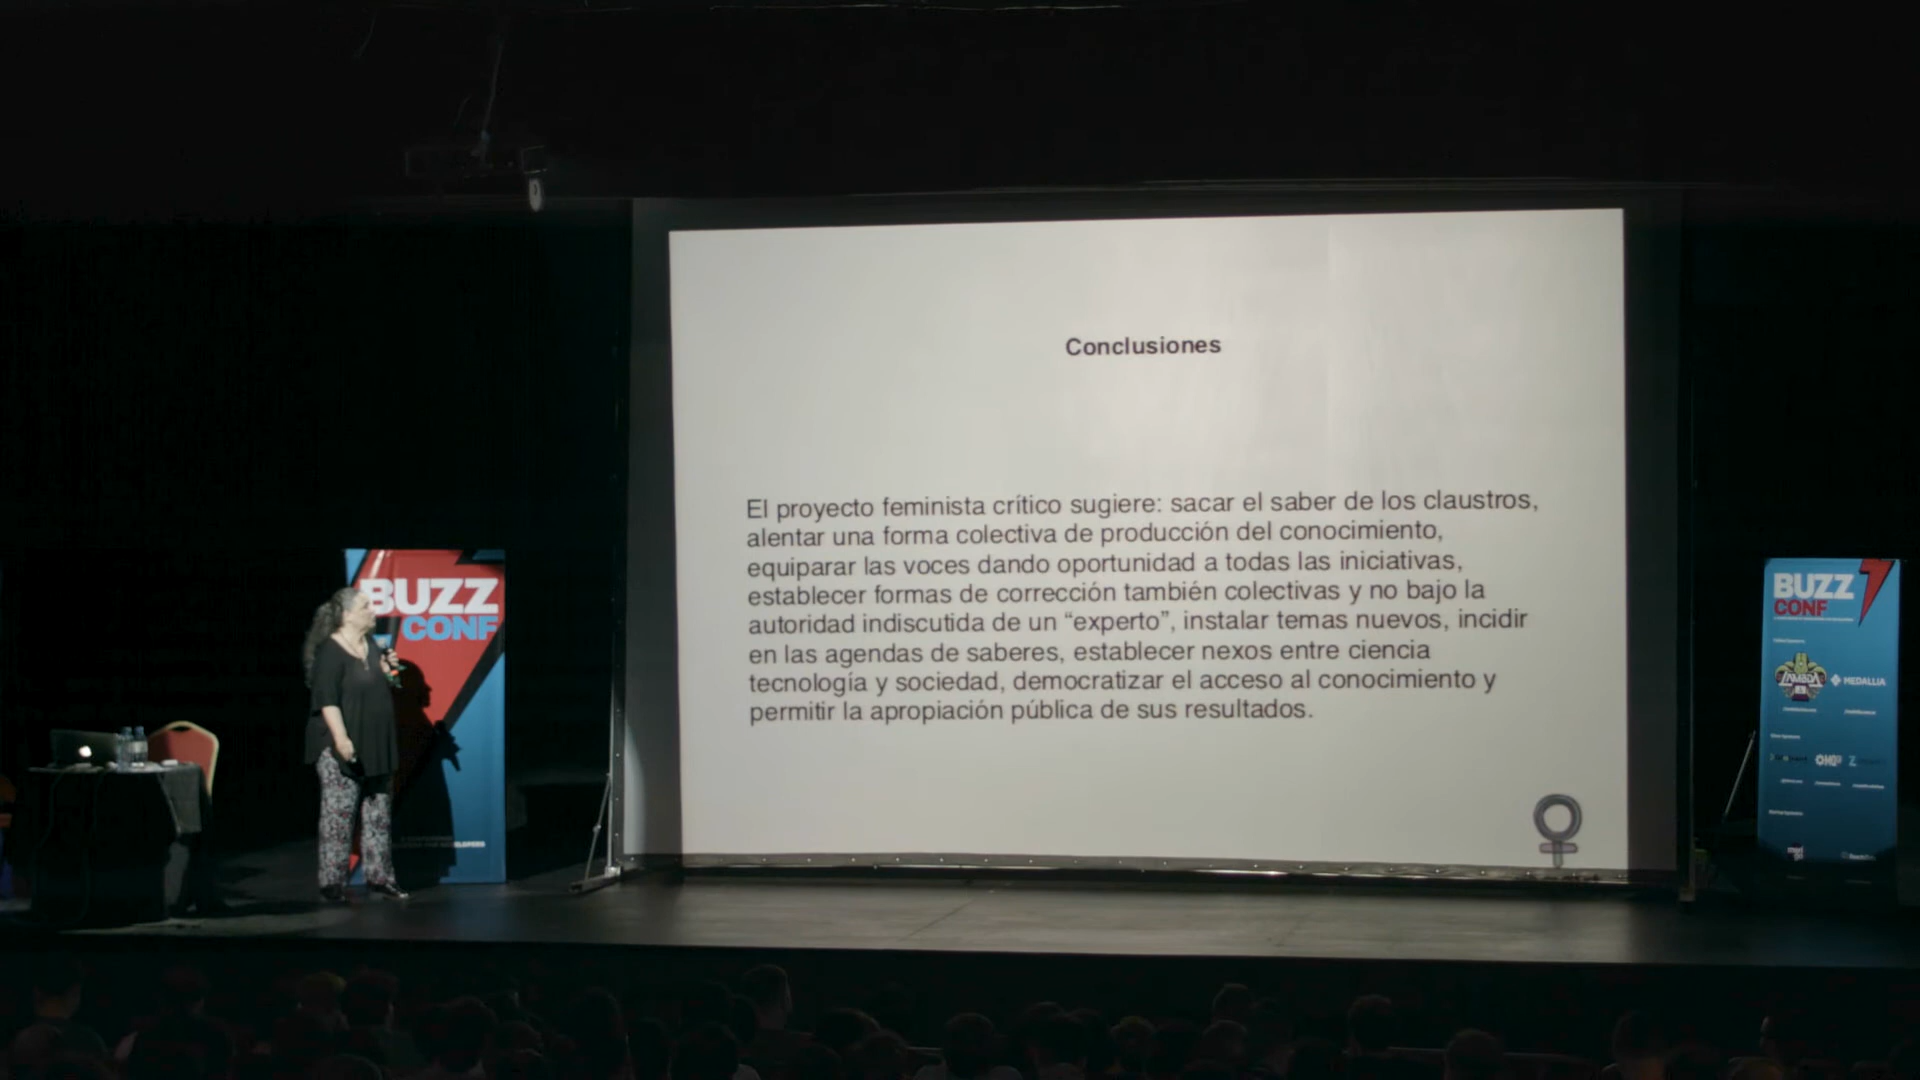 Conclusiones
El proyecto feminista crítico sugiere: sacar el saber de los claustros,
alentar una forma colectiva de producción del conocimiento,
equiparar las voces dando oportunidad a todas las iniciativas,
establecer formas de corrección también colectivas y no bajo la
autoridad indiscutida de un “experto”, instalar temas nuevos, incidir
en las agendas de saberes, establecer nexos entre ciencia
tecnología y sociedad, democratizar el acceso al conocimiento y
permitir la apropiación pública de sus resultados.
BUZZ
CONF
BUZZ
CONF
LAMBDA
MEDALLIA